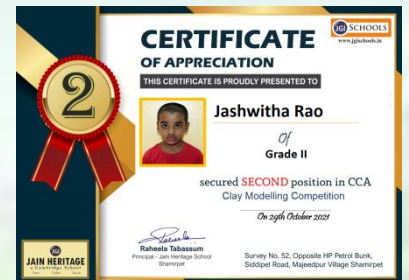 JGI SCHOOLS
www.jgischools.in
CERTIFICATE
OF APPRECIATION
THIS CERTIFICATE IS PROUDLY PRESENTED TO
2
Jashwitha Rao
Of
Grade II
secured SECOND position in CCA
Clay Modelling Competition
On 29th October 2021
Raheela Tabassum
Principal - Jain Heritage School
Shamirpet
Survey No. 52, Opposite HP Petrol Bunk,
Siddipet Road, Majeedpur Village Shamirpet
JGI
JAIN HERITAGE
a Cambridge School